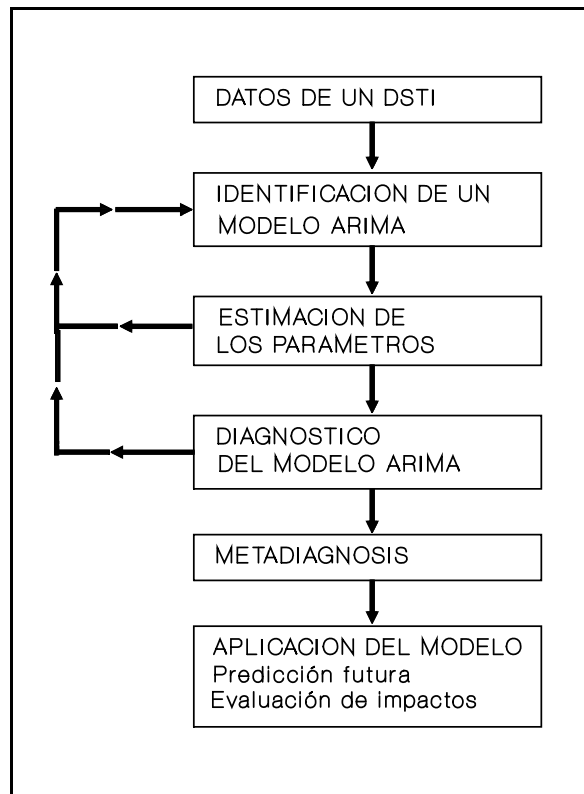 DATOS DE UN DSTI
IDENTIFICACION DE UN
MODELO ARIMA
ESTIMACION DE
LOS PARAMETROS
DIAGNOSTICO
DEL MODELO ARIMA
METADIAGNOSIS
APLICACION DEL MODELO
Predicción futura
Evaluación de impactos